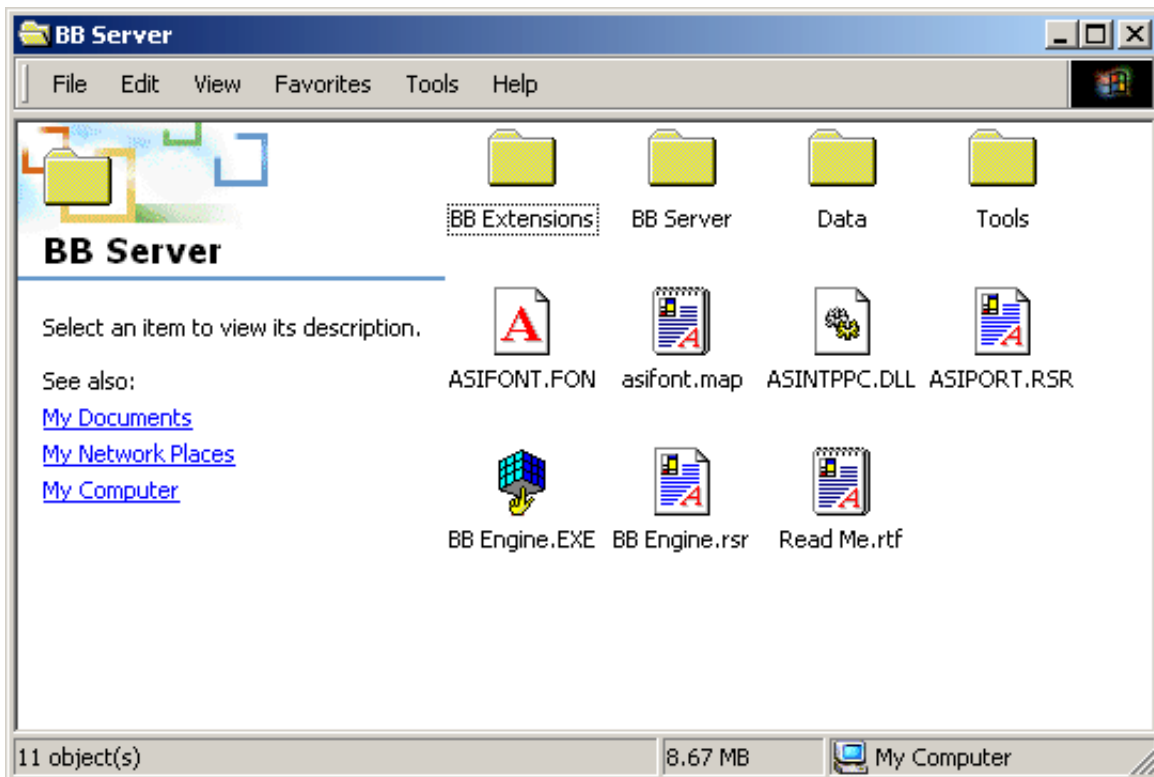 BB Server
File Edit View Favorites Tools Help
BB Server
Select an item to view its description.
See also:
My Documents
My Network Places
My Computer
BB Extensions BB Server Data Tools
ASIFONT.FON asifont.map ASINTPPC.DLL ASIPORT.RSR
BB Engine.EXE BB Engine.rsr Read Me.rtf
11 object(s) 8.67 MB My Computer